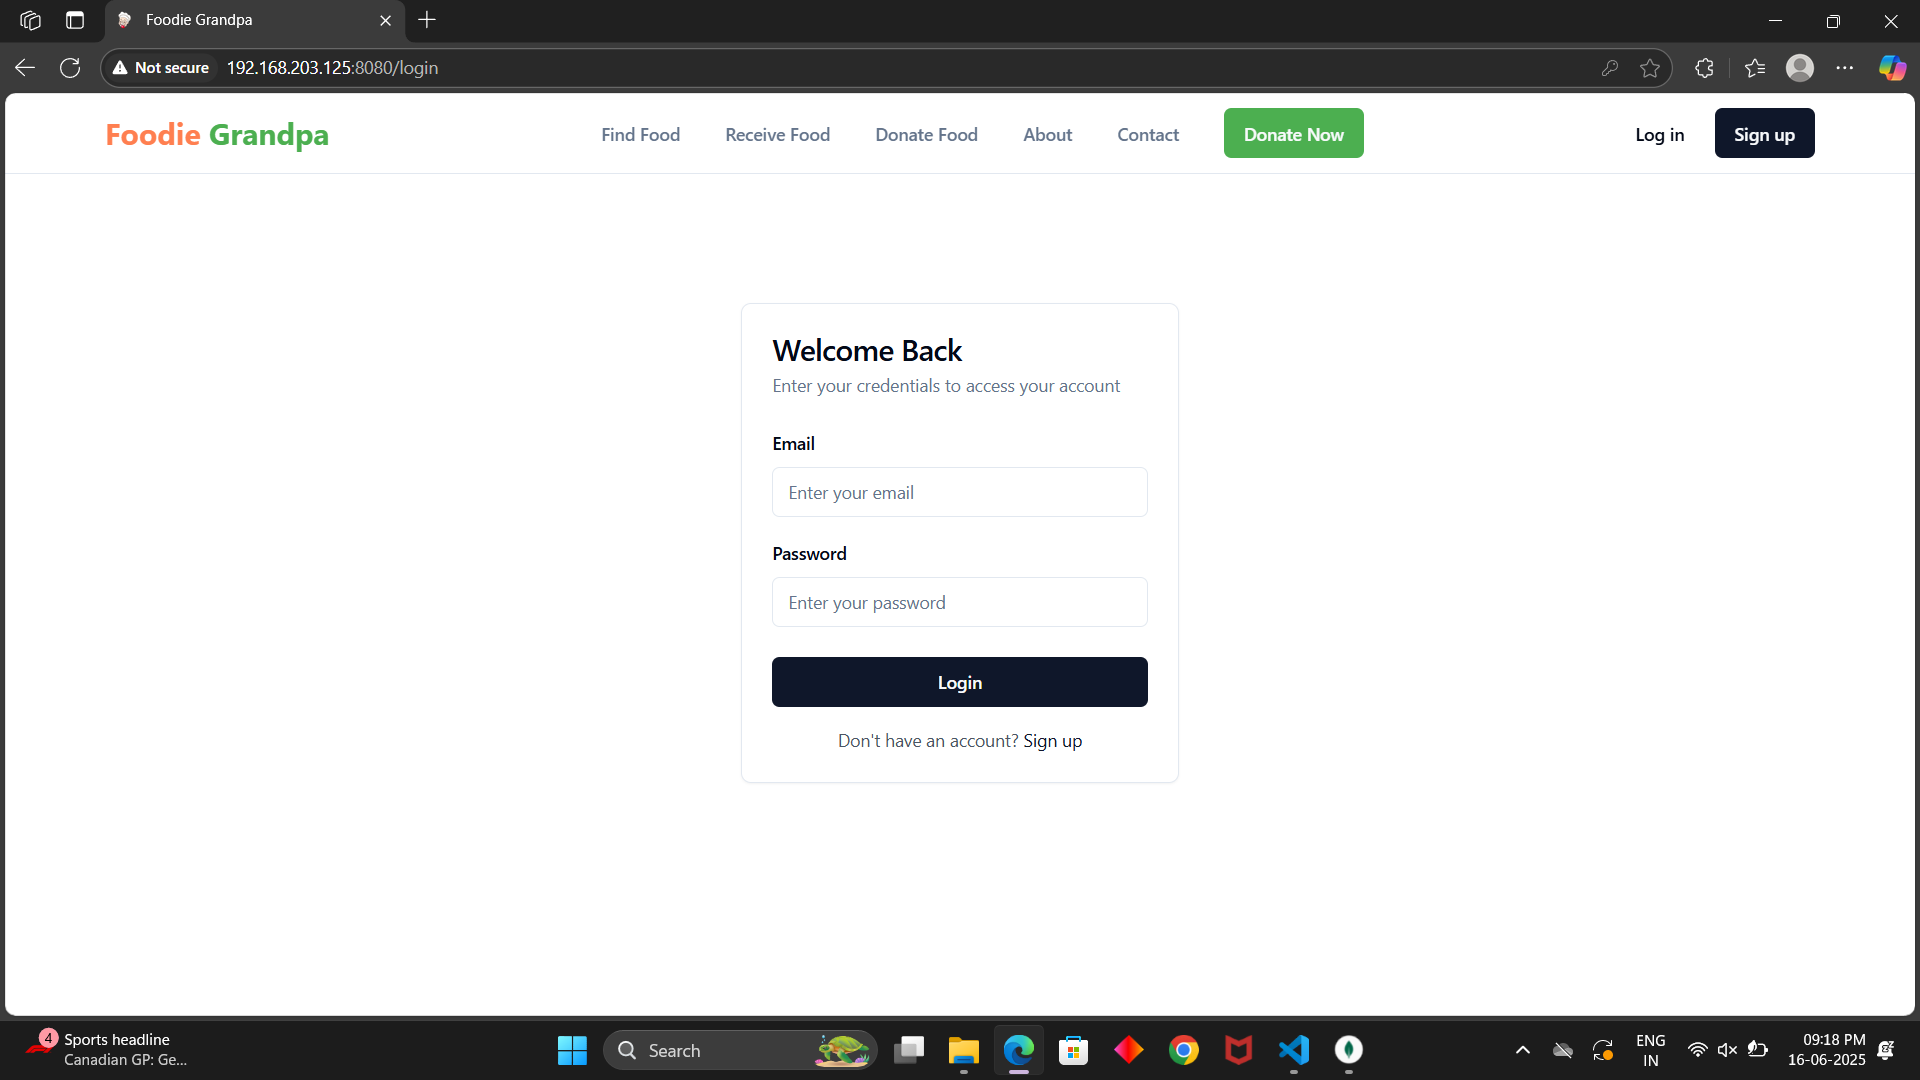 Foodie Grandpa
Not secure 192.168.203.125:8080/login
Foodie Grandpa Find Food Receive Food Donate Food About Contact Donate Now Log in Sign up
Welcome Back
Enter your credentials to access your account
Email
Enter your email
Password
Enter your password
Login
Don't have an account? Sign up
4 Sports headline
Canadian GP: Ge...
Search
ENG
IN
09:18 PM
16-06-2025